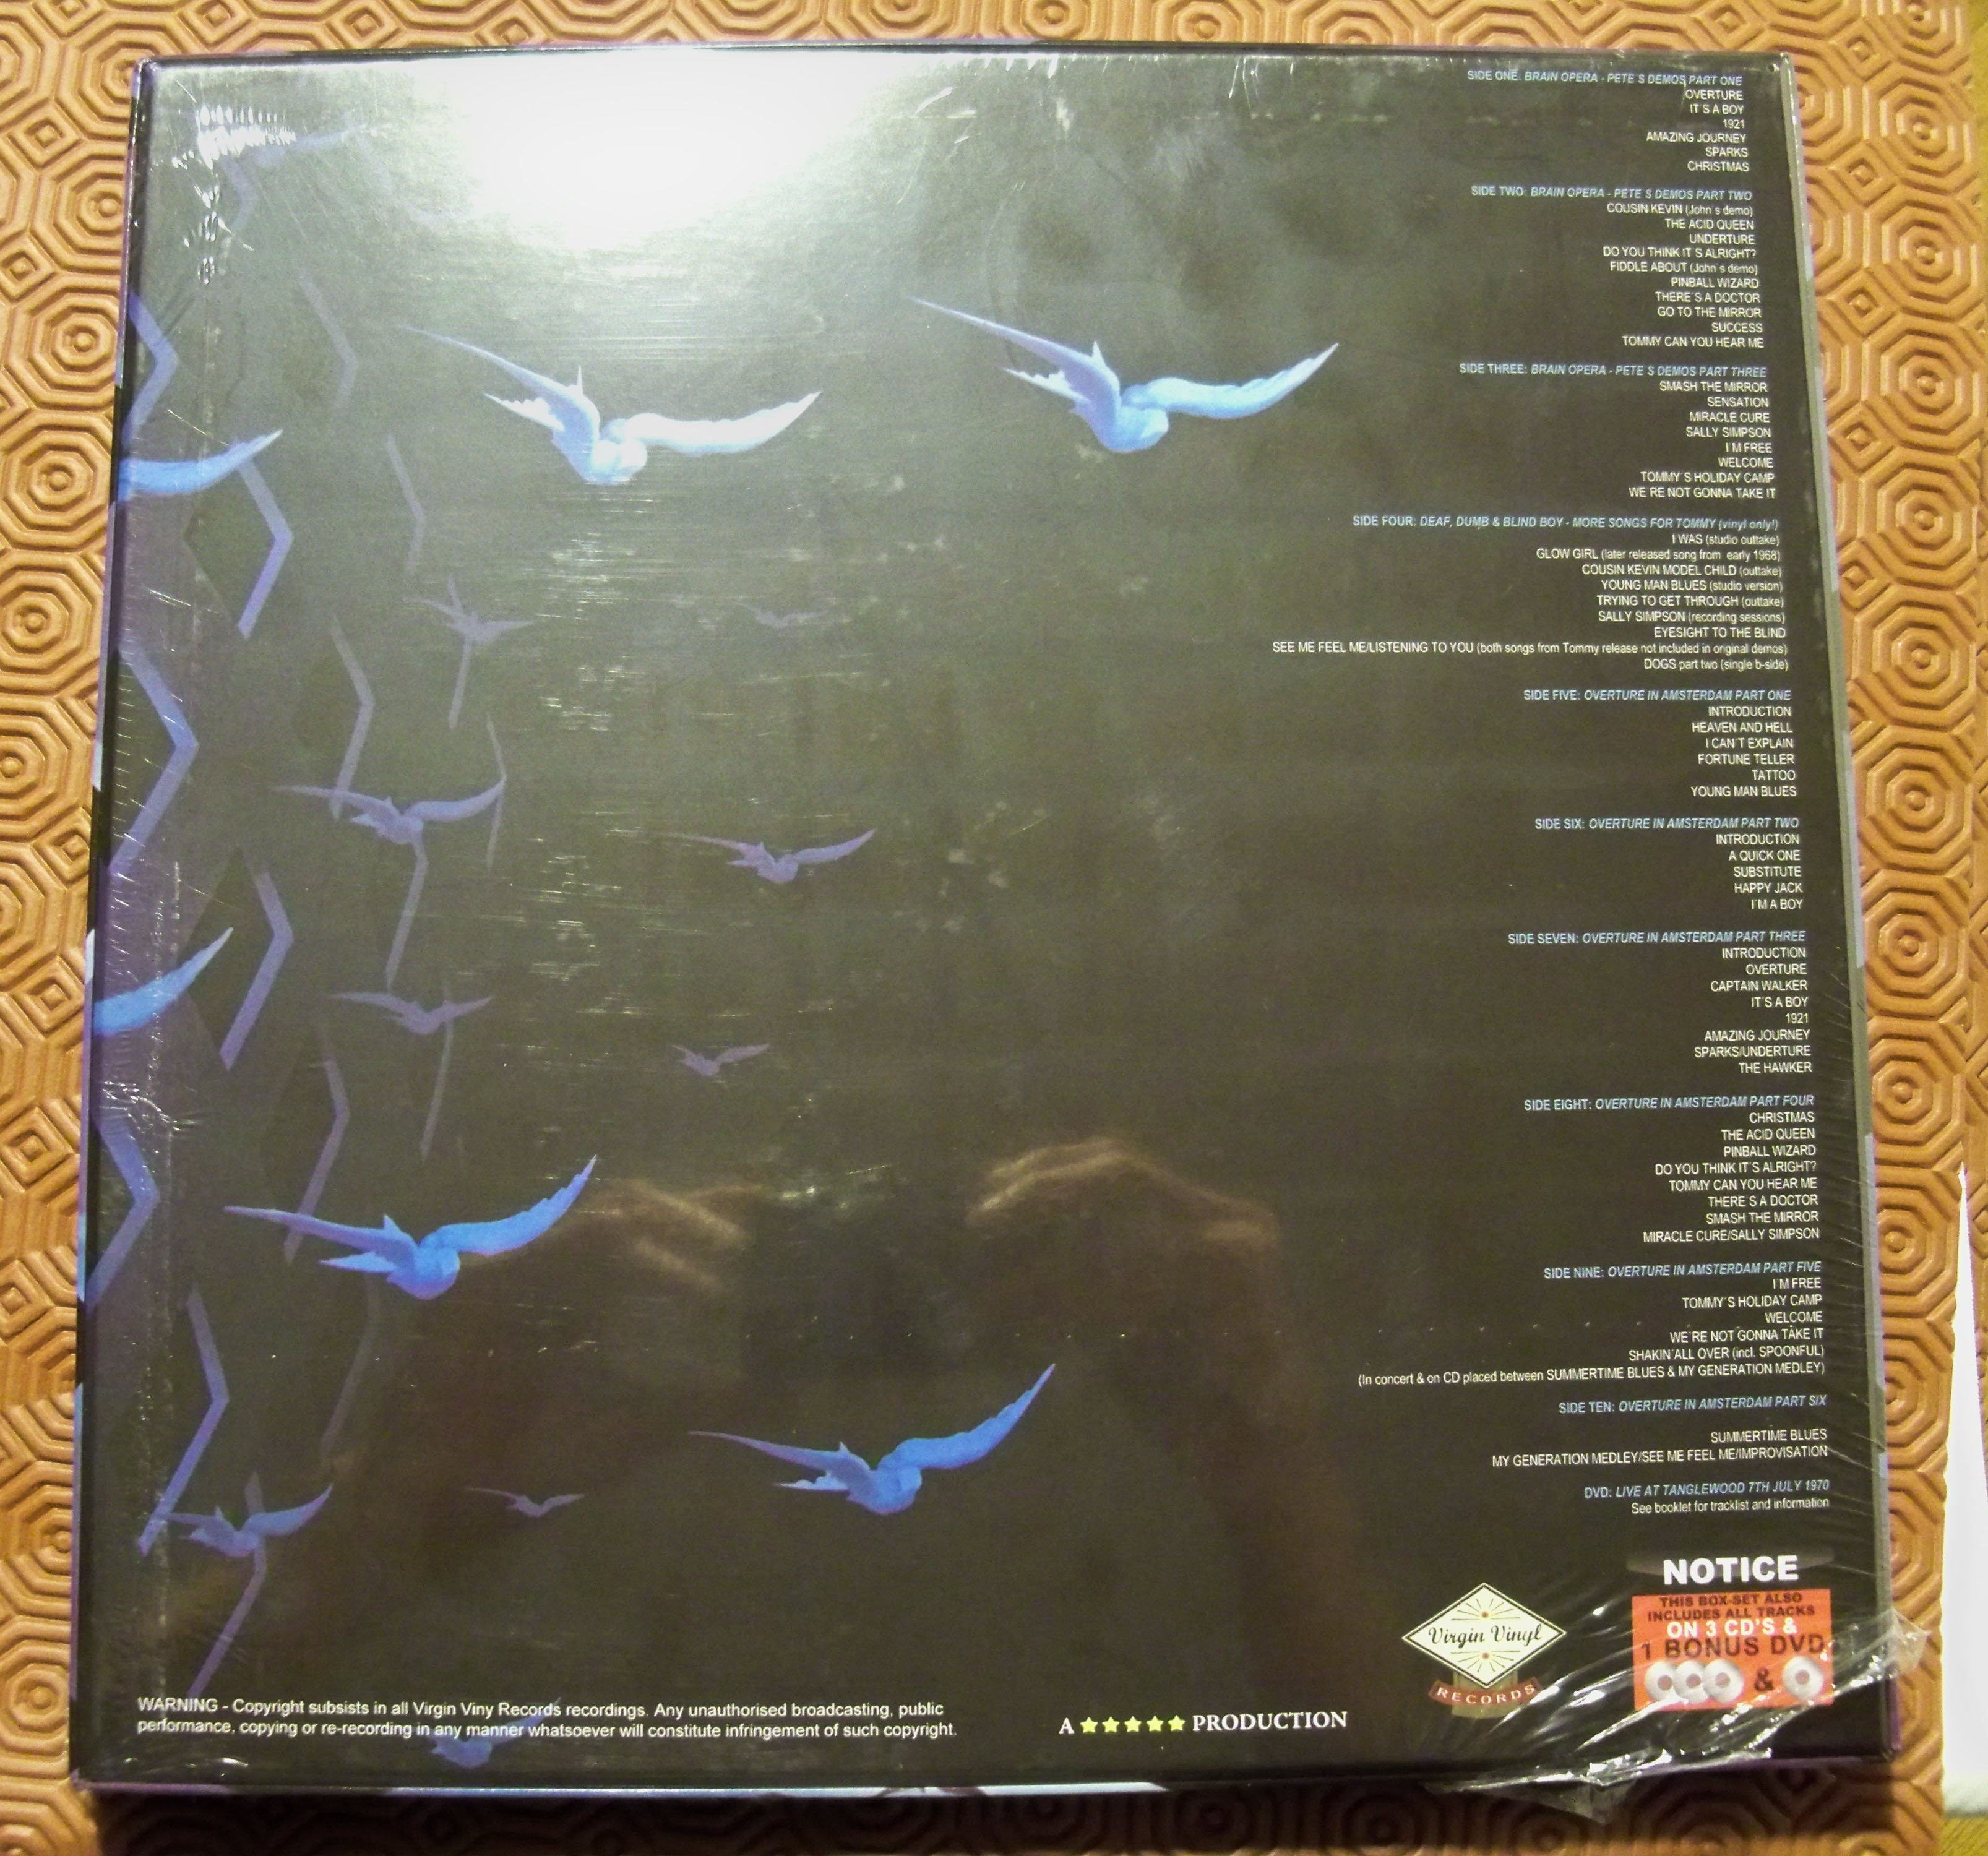 SIDE ONE: BRAIN OPERA - PETE´S DEMOS PART ONE
OVERTURE
IT´S A BOY
1921
AMAZING JOURNEY
SPARKS
CHRISTMAS
SIDE TWO: BRAIN OPERA - PETE´S DEMOS PART TWO
COUSIN KEVIN (John´s demo)
THE ACID QUEEN
UNDERTURE
DO YOU THINK IT´S ALRIGHT?
FIDDLE ABOUT (John´s demo)
PINBALL WIZARD
THERE´S A DOCTOR
GO TO THE MIRROR
SUCCESS
TOMMY CAN YOU HEAR ME
SIDE THREE: BRAIN OPERA - PETE´S DEMOS PART THREE
SMASH THE MIRROR
SENSATION
MIRACLE CURE
SALLY SIMPSON
I´M FREE
WELCOME
TOMMY´S HOLIDAY CAMP
WE´RE NOT GONNA TAKE IT
SIDE FOUR: DEAF, DUMB & BLIND BOY - MORE SONGS FOR TOMMY (vinyl only!)
I WAS (studio outtake)
GLOW GIRL (later released song from early 1968)
COUSIN KEVIN MODEL CHILD (outtake)
YOUNG MAN BLUES (studio version)
TRYING TO GET THROUGH (outtake)
SALLY SIMPSON (recording sessions)
EYESIGHT TO THE BLIND
SEE ME FEEL ME/LISTENING TO YOU (both songs from Tommy release not included in original demos)
DOGS part two (single b-side)
SIDE FIVE: OVERTURE IN AMSTERDAM PART ONE
INTRODUCTION
HEAVEN AND HELL
I CAN´T EXPLAIN
FORTUNE TELLER
TATTOO
YOUNG MAN BLUES
SIDE SIX: OVERTURE IN AMSTERDAM PART TWO
INTRODUCTION
A QUICK ONE
SUBSTITUTE
HAPPY JACK
I´M A BOY
SIDE SEVEN: OVERTURE IN AMSTERDAM PART THREE
INTRODUCTION
OVERTURE
CAPTAIN WALKER
IT´S A BOY
1921
AMAZING JOURNEY
SPARKS/UNDERTURE
THE HAWKER
SIDE EIGHT: OVERTURE IN AMSTERDAM PART FOUR
CHRISTMAS
THE ACID QUEEN
PINBALL WIZARD
DO YOU THINK IT´S ALRIGHT?
TOMMY CAN YOU HEAR ME
THERE´S A DOCTOR
SMASH THE MIRROR
MIRACLE CURE/SALLY SIMPSON
SIDE NINE: OVERTURE IN AMSTERDAM PART FIVE
I´M FREE
TOMMY´S HOLIDAY CAMP
WELCOME
WE´RE NOT GONNA TAKE IT
SHAKIN´ALL OVER (incl. SPOONFUL)
(In concert & on CD placed between SUMMERTIME BLUES & MY GENERATION MEDLEY)
SIDE TEN: OVERTURE IN AMSTERDAM PART SIX
SUMMERTIME BLUES
MY GENERATION MEDLEY/SEE ME FEEL ME/IMPROVISATION
DVD: LIVE AT TANGLEWOOD 7TH JULY 1970
See booklet for tracklist and information
NOTICE
THIS BOX-SET ALSO
INCLUDES ALL TRACKS
ON 3 CD'S &
1 BONUS DVD
&
Virgin Vinyl
RECORDS
WARNING - Copyright subsists in all Virgin Viny Records recordings. Any unauthorised broadcasting, public
performance, copying or re-recording in any manner whatsoever will constitute infringement of such copyright.
A ★★★★★ PRODUCTION